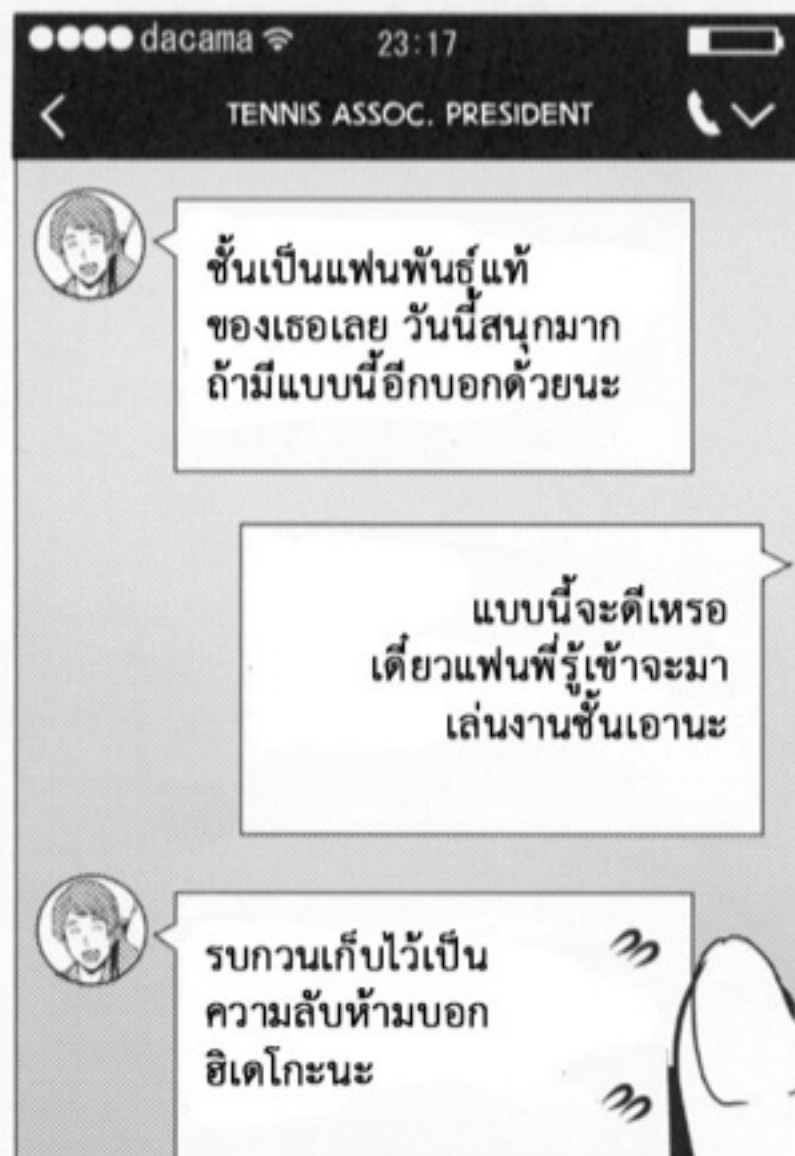 dacama 23:17
TENNIS ASSOC. PRESIDENT
ชั้นเป็นแฟนพันธุ์แท้
ของเธอเลย วันนี้สนุกมาก
ถ้ามีแบบนี้อีกบอกด้วยนะ
แบบนี้จะดีเหรอ
เดี๋ยวแฟนพี่รู้เข้าจะมา
เล่นงานชั้นเอานะ
รบกวนเก็บไว้เป็น
ความลับห้ามบอก
ฮิเดโกะนะ